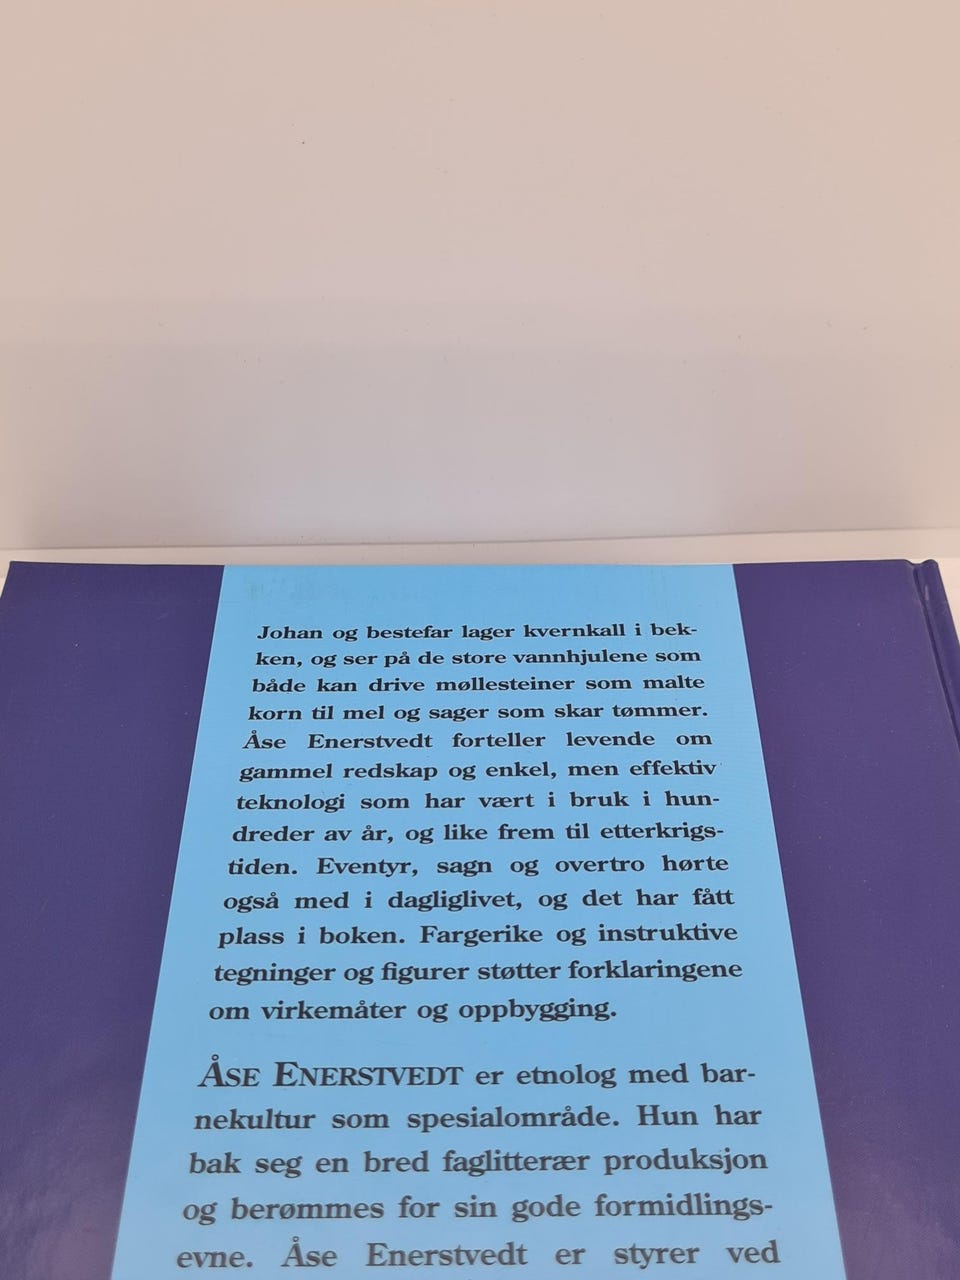 Johan og bestefar lager kvernkall i bek-
ken, og ser på de store vannhjulene som
både kan drive møllesteiner som malte
korn til mel og sager som skar tømmer.
Åse Enerstvedt forteller levende om
gammel redskap og enkel, men effektiv
teknologi som har vært i bruk i hun-
dreder av år, og like frem til etterkrigs-
tiden. Eventyr, sagn og overtro hørte
også med i dagliglivet, og det har fått
plass i boken. Fargerike og instruktive
tegninger og figurer støtter forklaringene
om virkemåter og oppbygging.
ÅSE ENERSTVEDT er etnolog med bar-
nekultur som spesialområde. Hun har
bak seg en bred faglitterær produksjon
og berømmes for sin gode formidlings-
evne. Åse Enerstvedt er styrer ved